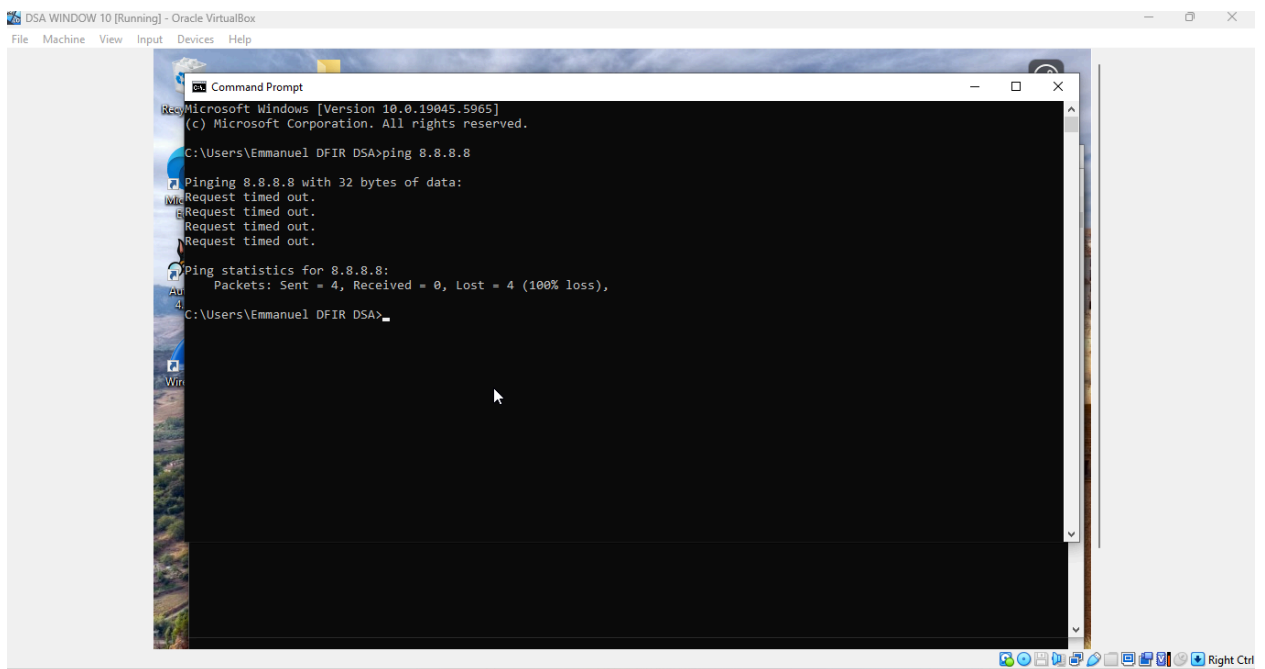 DSA WINDOW 10 [Running] - Oracle VirtualBox
File Machine View Input Devices Help
Command Prompt
Microsoft Windows [Version 10.0.19045.5965]
(c) Microsoft Corporation. All rights reserved.
C:\Users\Emmanuel DFIR DSA>ping 8.8.8.8
Pinging 8.8.8.8 with 32 bytes of data:
Request timed out.
Request timed out.
Request timed out.
Request timed out.
Ping statistics for 8.8.8.8:
Packets: Sent = 4, Received = 0, Lost = 4 (100% loss),
C:\Users\Emmanuel DFIR DSA>
Right Ctrl